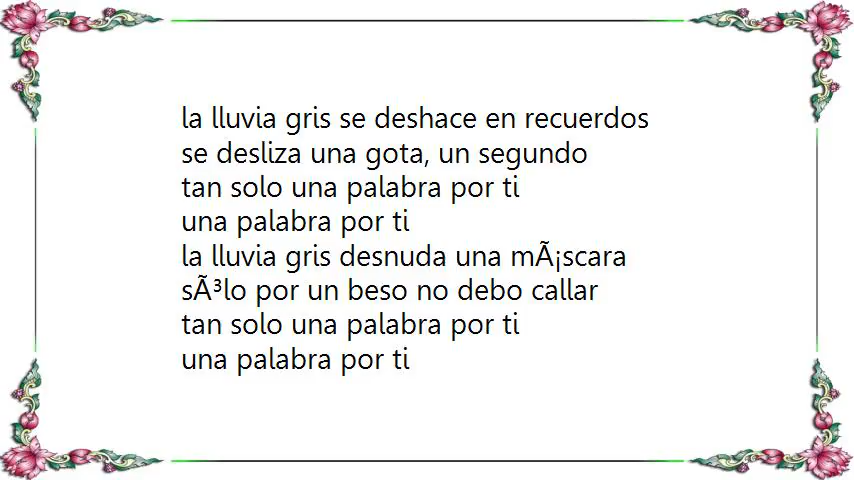 la lluvia gris se deshace en recuerdos
se desliza una gota, un segundo
tan solo una palabra por ti
una palabra por ti
la lluvia gris desnuda una mÃ¡scara
sÃ³lo por un beso no debo callar
tan solo una palabra por ti
una palabra por ti